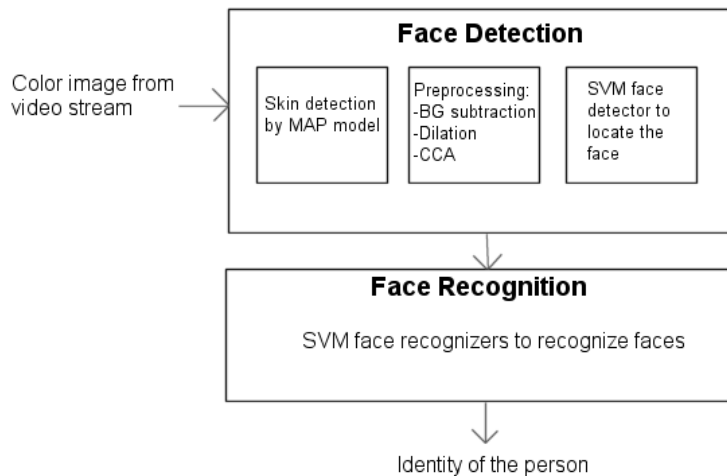 Face Detection
Color image from
video stream
Skin detection
by MAP model
Preprocessing:
-BG subtraction
-Dilation
-CCA
SVM face
detector to
locate the
face
Face Recognition
SVM face recognizers to recognize faces
Identity of the person